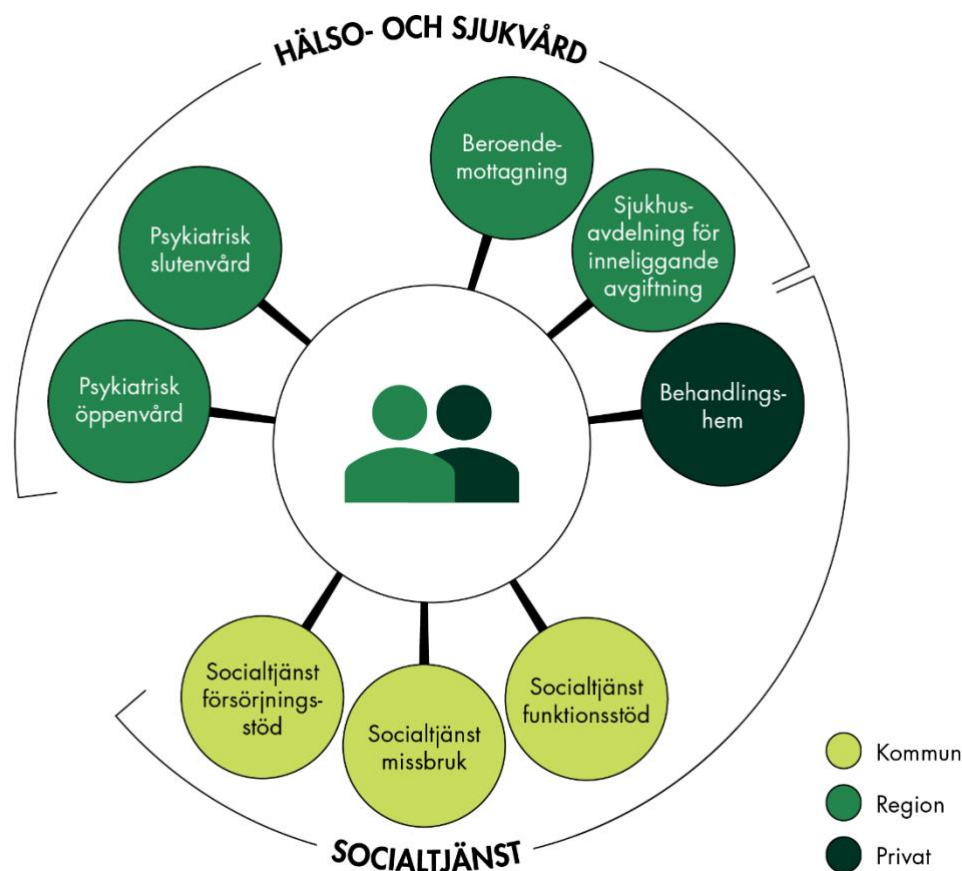 HÄLSO- OCH SJUKVÅRD
Beroende-
mottagning
Sjukhus-
avdelning för
inneliggande
avgiftning
Psykiatrisk
slutenvård
Psykiatrisk
öppenvård
Behandlings-
hem
Socialtjänst
försörjnings-
stöd
Socialtjänst
missbruk
Socialtjänst
funktionsstöd
SOCIALTJÄNST
Kommun
Region
Privat